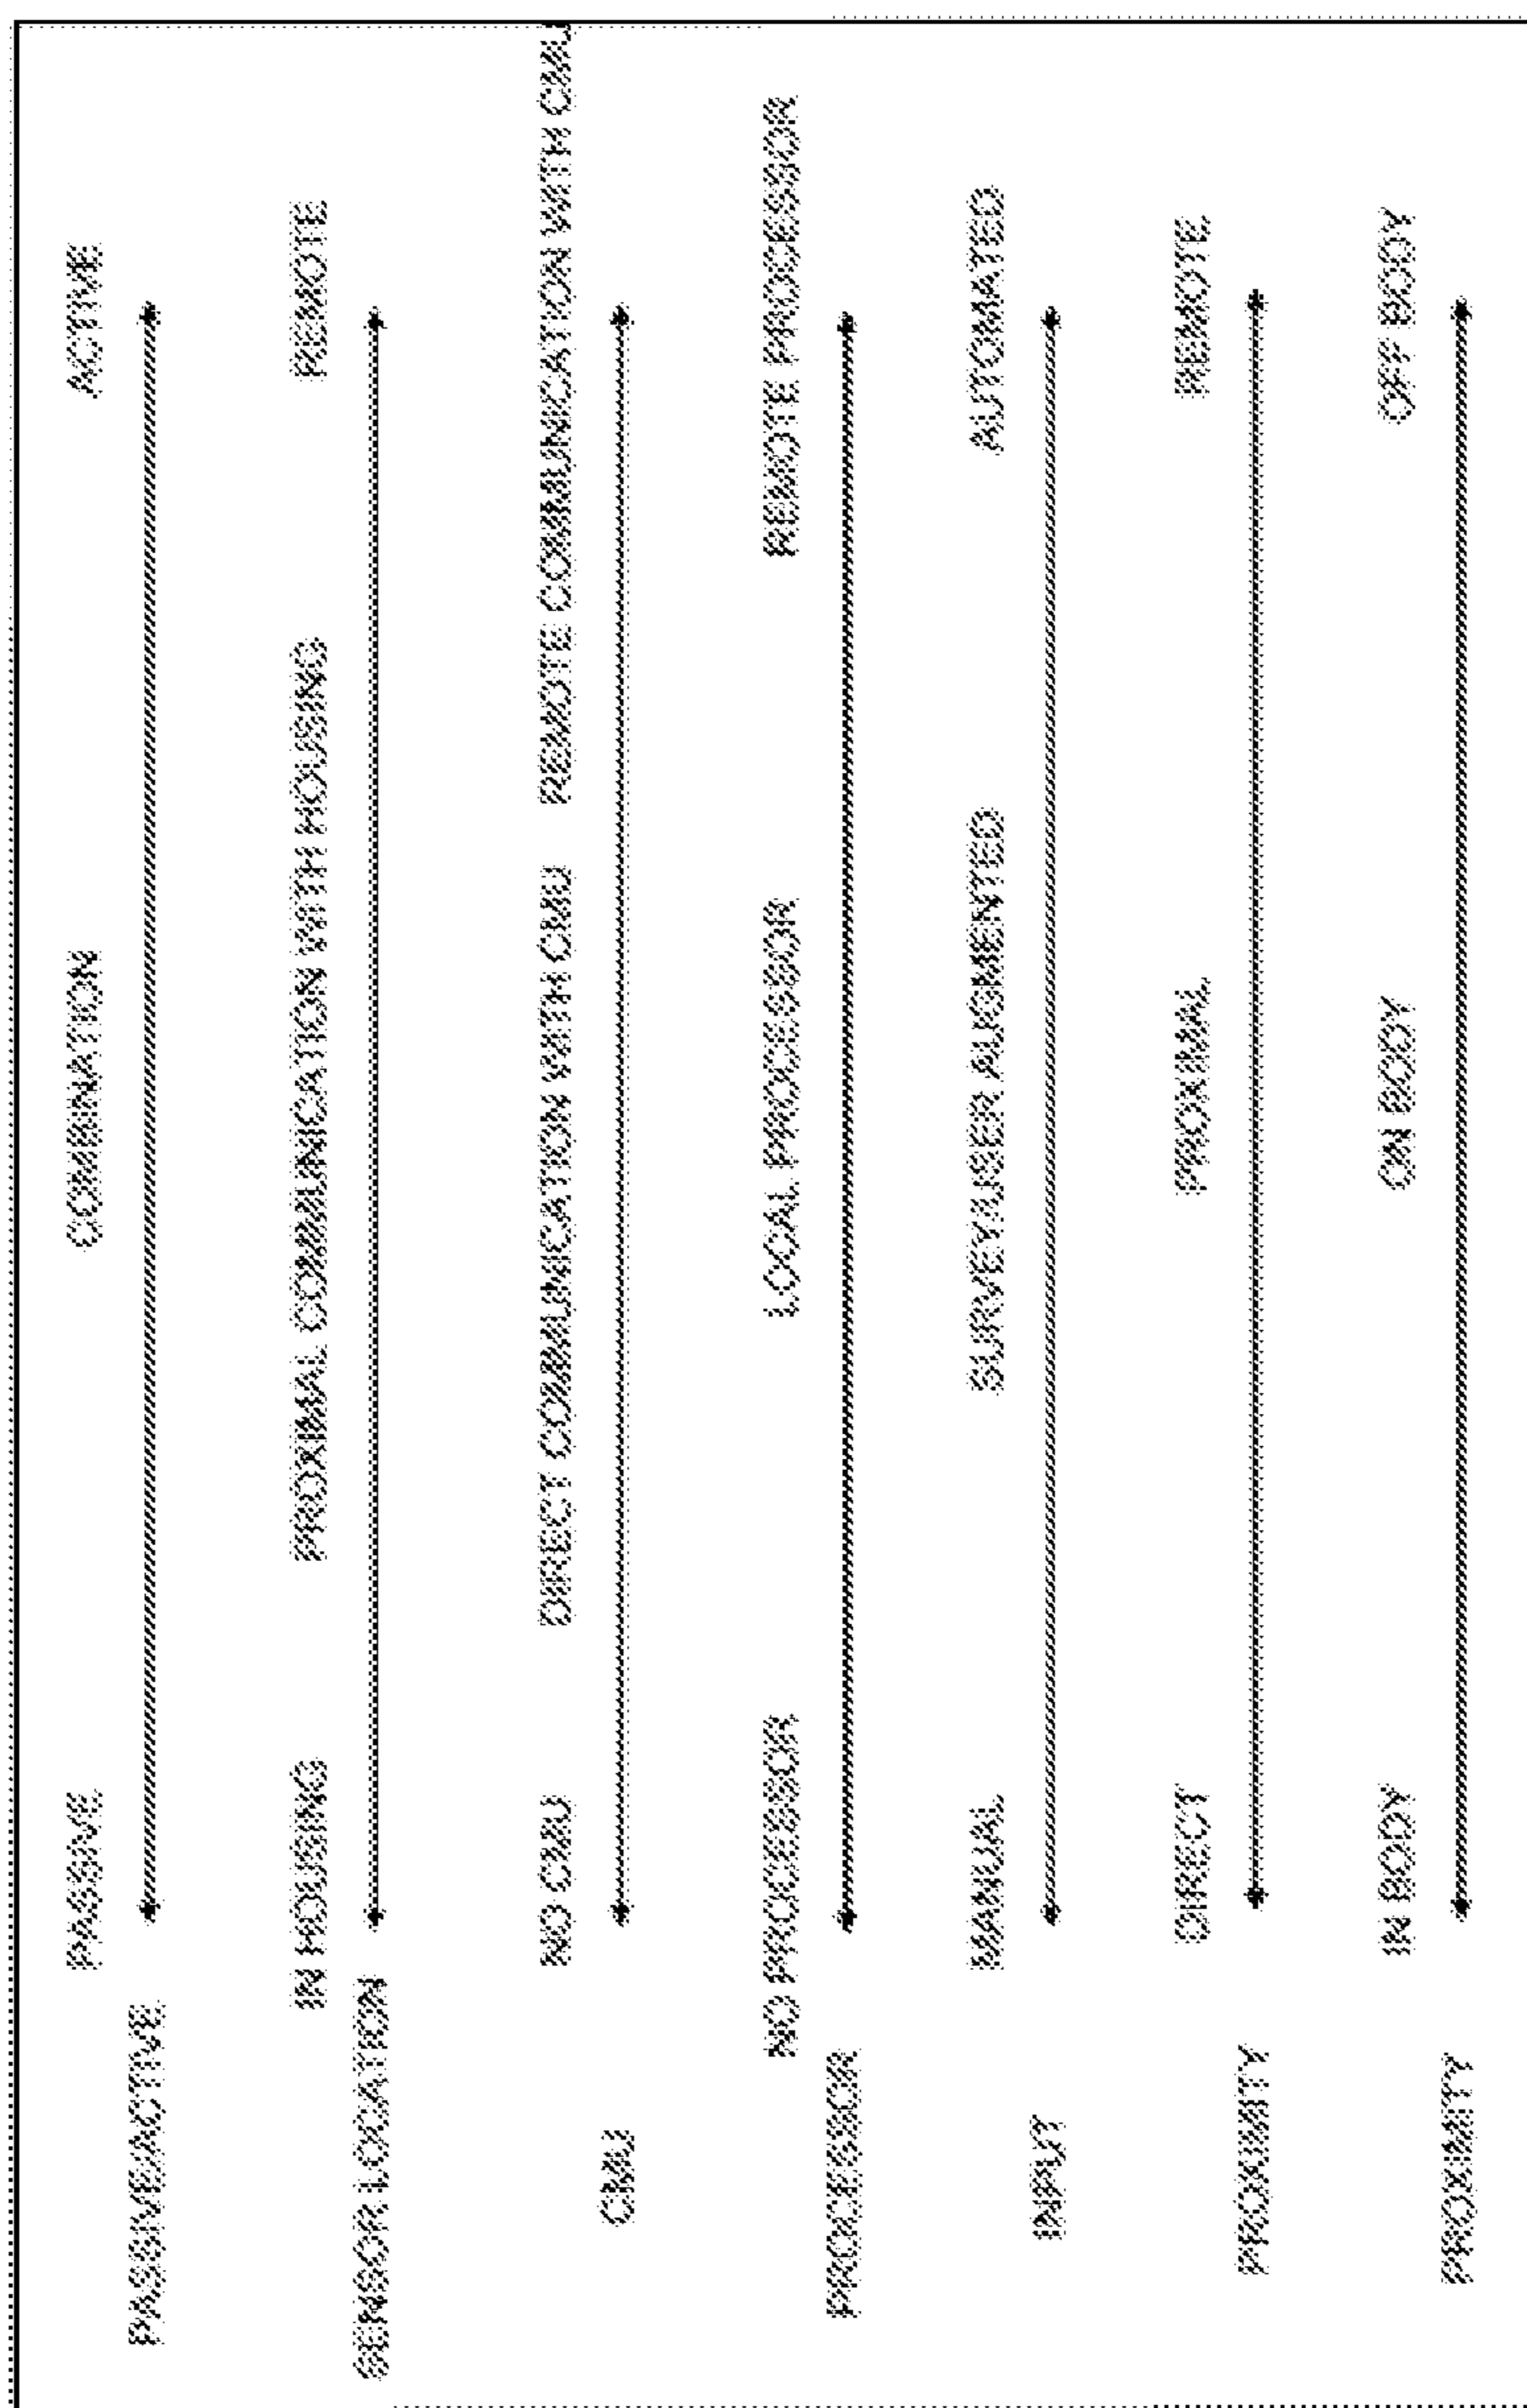 PASSIVE COMBINATION ACTIVE
PASSIVE/ACTIVE
IN HOUSING PROXIMAL COMMUNICATION WITH HOUSING REMOTE
SENSOR LOCATION
NO CMU DIRECT COMMUNICATION WITH CMU REMOTE COMMUNICATION WITH CMU
CMU
NO PROCESSOR LOCAL PROCESSOR REMOTE PROCESSOR
PROCESSOR
MANUAL SURVEY/USER AUGMENTED AUTOMATED
INPUT
DIRECT PROXIMAL REMOTE
PROXIMITY
IN BODY ON BODY OFF BODY
PROXIMITY